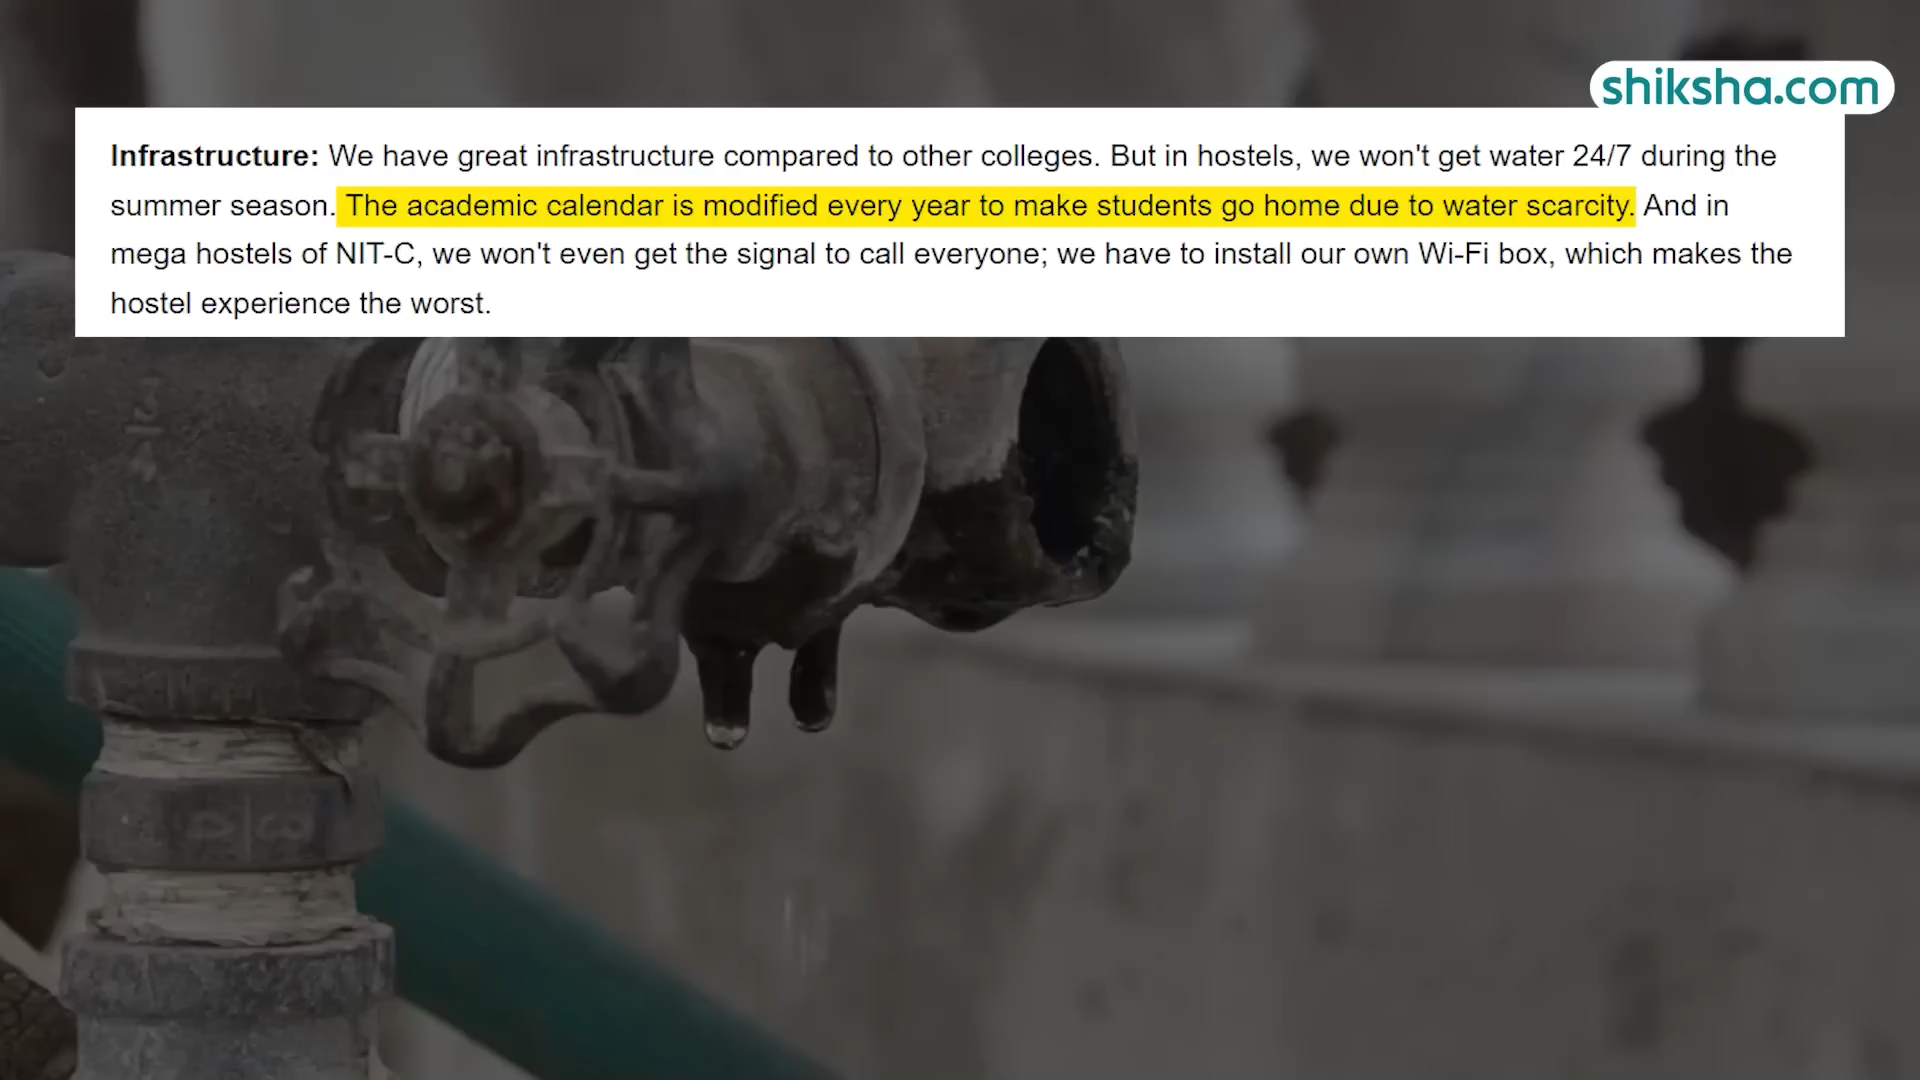 shiksha.com
Infrastructure: We have great infrastructure compared to other colleges. But in hostels, we won't get water 24/7 during the
summer season. The academic calendar is modified every year to make students go home due to water scarcity. And in
mega hostels of NIT-C, we won't even get the signal to call everyone; we have to install our own Wi-Fi box, which makes the
hostel experience the worst.